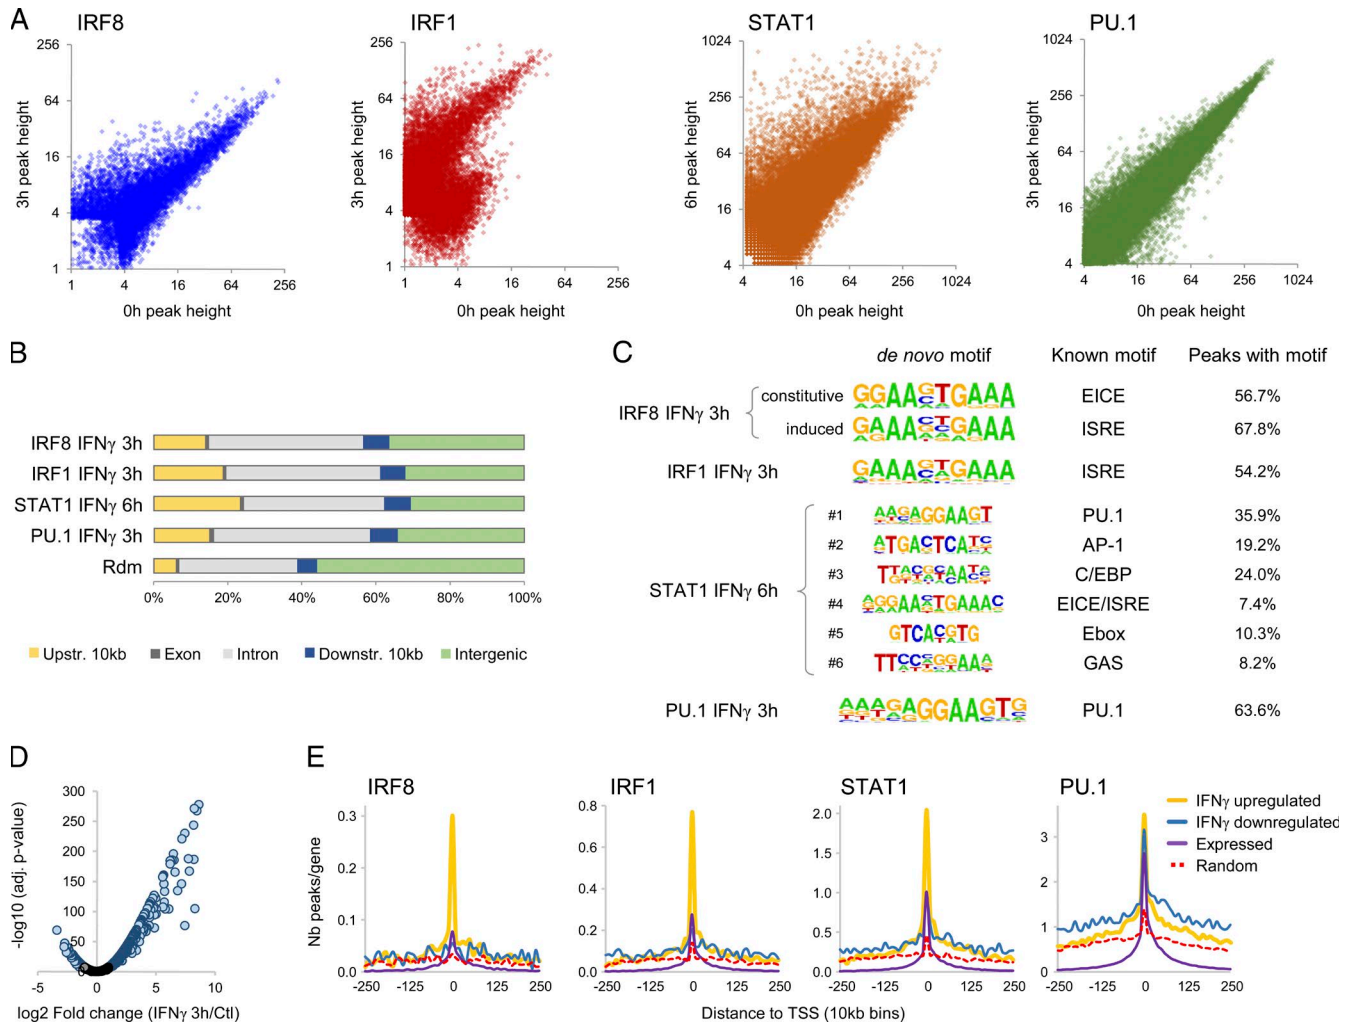 A
IRF8
IRF1
STAT1
PU.1
256
64
16
4
1
3h peak height
1 4 16 64 256
0h peak height
256
64
16
4
1
3h peak height
1 4 16 64 256
0h peak height
1024
256
64
16
4
6h peak height
4 16 64 256 1024
0h peak height
1024
256
64
16
4
3h peak height
4 16 64 256 1024
0h peak height
B
IRF8 IFNγ 3h
IRF1 IFNγ 3h
STAT1 IFNγ 6h
PU.1 IFNγ 3h
Rdm
0% 20% 40% 60% 80% 100%
Upstr. 10kb Exon Intron Downstr. 10kb Intergenic
C
de novo motif Known motif Peaks with motif
IRF8 IFNγ 3h
constitutive GGAAGTGAAA EICE 56.7%
induced GAAACTGAAA ISRE 67.8%
IRF1 IFNγ 3h GAAAGTGAAA ISRE 54.2%
STAT1 IFNγ 6h
#1 AAGAGGAAGT PU.1 35.9%
#2 ATGACTCATC AP-1 19.2%
#3 C/EBP 24.0%
#4 EICE/ISRE 7.4%
#5 GTCACGTG Ebox 10.3%
#6 GAS 8.2%
PU.1 IFNγ 3h AAAGAGGAAGTG PU.1 63.6%
D
300
250
200
150
100
50
-log10 (adj. p-value)
-5 0 5 10
log2 Fold change (IFNγ 3h/Ctl)
E
IRF8
IRF1
STAT1
PU.1
Nb peaks/gene
0.3
0.2
0.1
0.0
-250 -125 0 125 250
0.8
0.6
0.4
0.2
0.0
-250 -125 0 125 250
2.0
1.5
1.0
0.5
0.0
-250 -125 0 125 250
3
2
1
0
-250 -125 0 125 250
Distance to TSS (10kb bins)
IFNγ upregulated
IFNγ downregulated
Expressed
Random